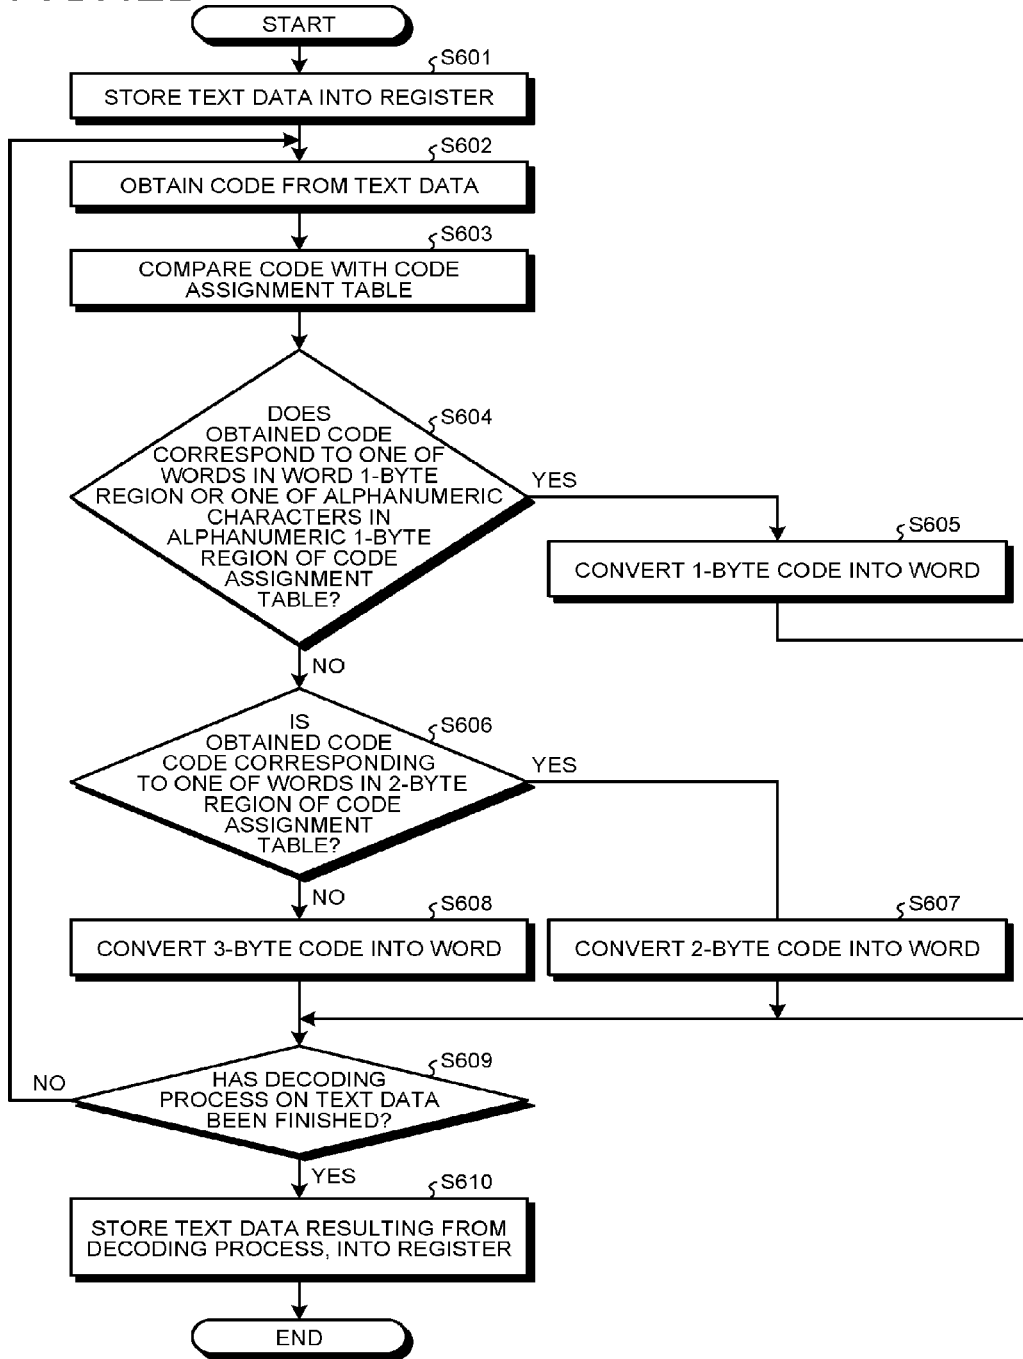 START
S601
STORE TEXT DATA INTO REGISTER
S602
OBTAIN CODE FROM TEXT DATA
S603
COMPARE CODE WITH CODE
ASSIGNMENT TABLE
S604
DOES
OBTAINED CODE
CORRESPOND TO ONE OF
WORDS IN WORD 1-BYTE
REGION OR ONE OF ALPHANUMERIC
CHARACTERS IN
ALPHANUMERIC 1-BYTE
REGION OF CODE
ASSIGNMENT
TABLE?
YES
S605
CONVERT 1-BYTE CODE INTO WORD
NO
S606
IS
OBTAINED CODE
CODE CORRESPONDING
TO ONE OF WORDS IN 2-BYTE
REGION OF CODE
ASSIGNMENT
TABLE?
YES
NO
S608
CONVERT 3-BYTE CODE INTO WORD
S607
CONVERT 2-BYTE CODE INTO WORD
S609
HAS DECODING
PROCESS ON TEXT DATA
BEEN FINISHED?
NO
YES
S610
STORE TEXT DATA RESULTING FROM
DECODING PROCESS, INTO REGISTER
END